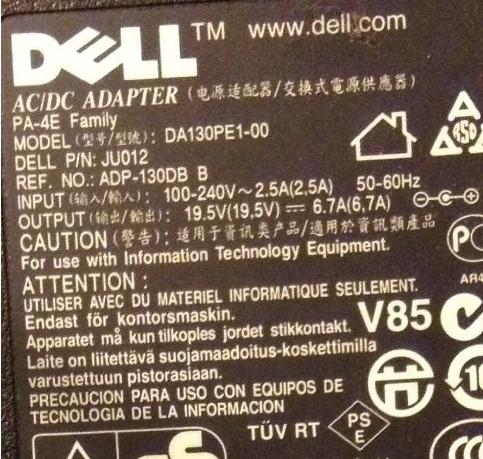 DELL™ www.dell.com
AC/DC ADAPTER (电源适配器/交換式電源供應器)
PA-4E Family
MODEL (型号/型號): DA130PE1-00
DELL P/N: JU012
REF. NO.: ADP-130DB B
INPUT (输入/輸入): 100-240V~2.5A(2,5A) 50-60Hz
OUTPUT (输出/輸出): 19.5V(19,5V) ⎓ 6.7A(6,7A)
CAUTION (警告): 适用于资讯类产品/適用於資訊類產品
For use with Information Technology Equipment.
ATTENTION :
UTILISER AVEC DU MATERIEL INFORMATIQUE SEULEMENT.
Endast för kontorsmaskin.
Apparatet må kun tilkoples jordet stikkontakt.
Laite on liitettävä suojamaadoitus-koskettimilla
varustettuun pistorasiaan.
PRECAUCION PARA USO CON EQUIPOS DE
TECNOLOGIA DE LA INFORMACION
V85
TÜV RT
PS
E
10